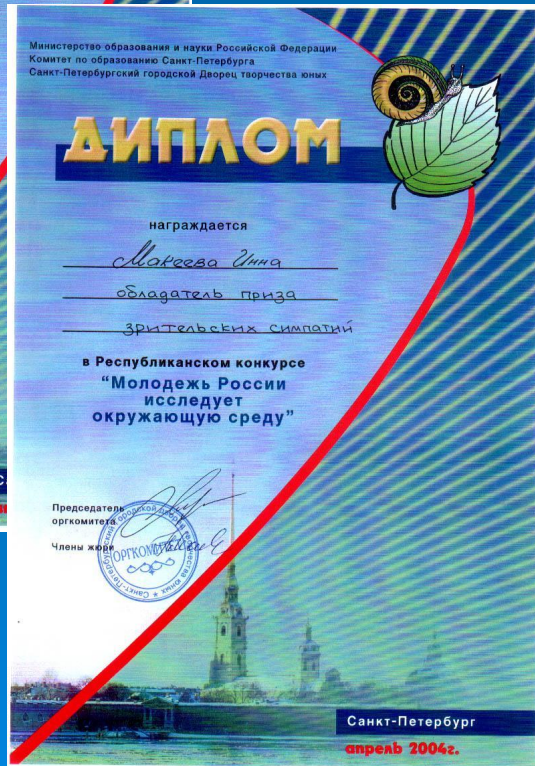 Министерство образования и науки Российской Федерации
Комитет по образованию Санкт-Петербурга
Санкт-Петербургский городской Дворец творчества юных
ДИПЛОМ
награждается
Макеева Инна
обладатель приза
зрительских симпатий
в Республиканском конкурсе
"Молодежь России
исследует
окружающую среду"
Председатель
оргкомитета
Члены жюри
ОРГКОМИТЕТ
Санкт-Петербург
апрель 2004г.